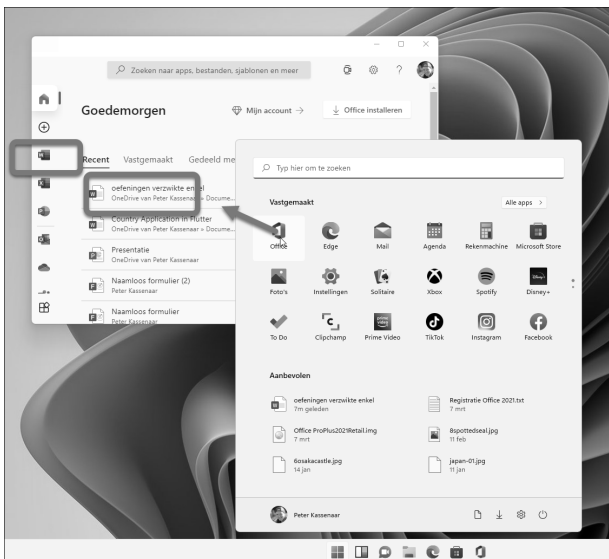 Zoeken naar apps, bestanden, sjablonen en meer
?
Goedemorgen
Mijn account →
Office installeren
Recent Vastgemaakt Gedeeld me
oefeningen verzwikte enkel
OneDrive van Peter Kassenaar » Docume...
Country Application in Flutter
OneDrive van Peter Kassenaar » Docume...
Presentatie
OneDrive van Peter Kassenaar
Naamloos formulier (2)
Peter Kassenaar
Naamloos formulier
Peter Kassenaar
Typ hier om te zoeken
Vastgemaakt
Alle apps >
Office Edge Mail Agenda Rekenmachine Microsoft Store
Foto's Instellingen Solitaire Xbox Spotify Disney+
To Do Clipchamp Prime Video TikTok Instagram Facebook
Aanbevolen
oefeningen verzwikte enkel
7m geleden
Registratie Office 2021.txt
7 mrt
Office ProPlus2021Retail.img
7 mrt
8spottedseal.jpg
11 feb
6osakacastle.jpg
14 jan
japan-01.jpg
11 jan
Peter Kassenaar